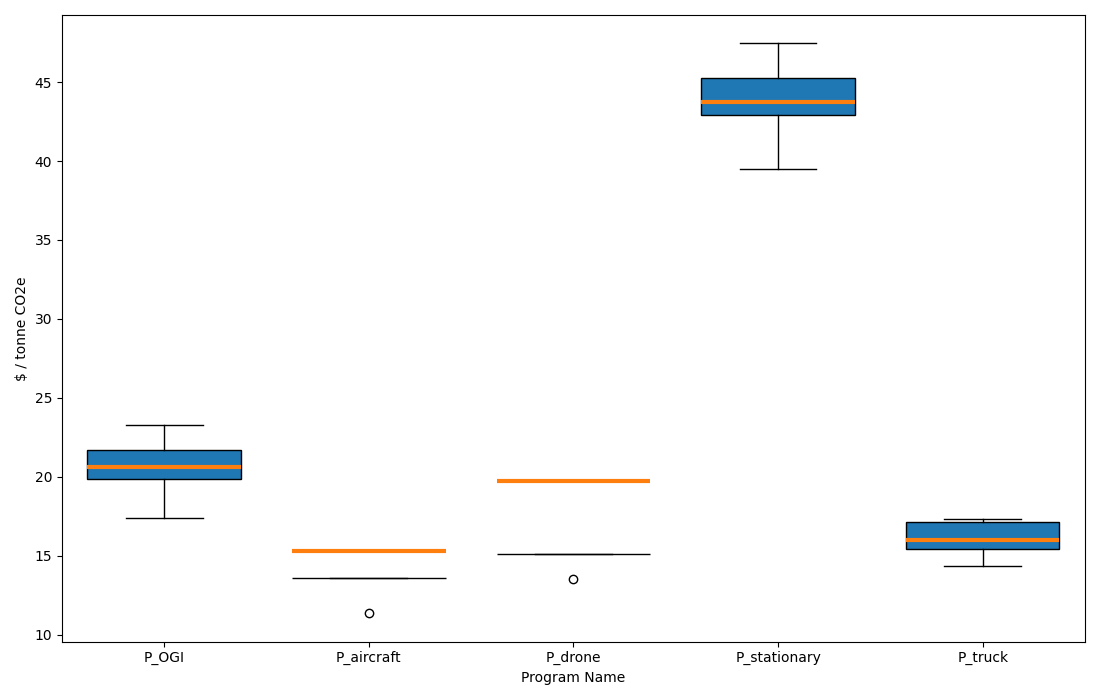 $ / tonne CO2e
45
40
35
30
25
20
15
10
P_OGI
P_aircraft
P_drone
P_stationary
P_truck
Program Name